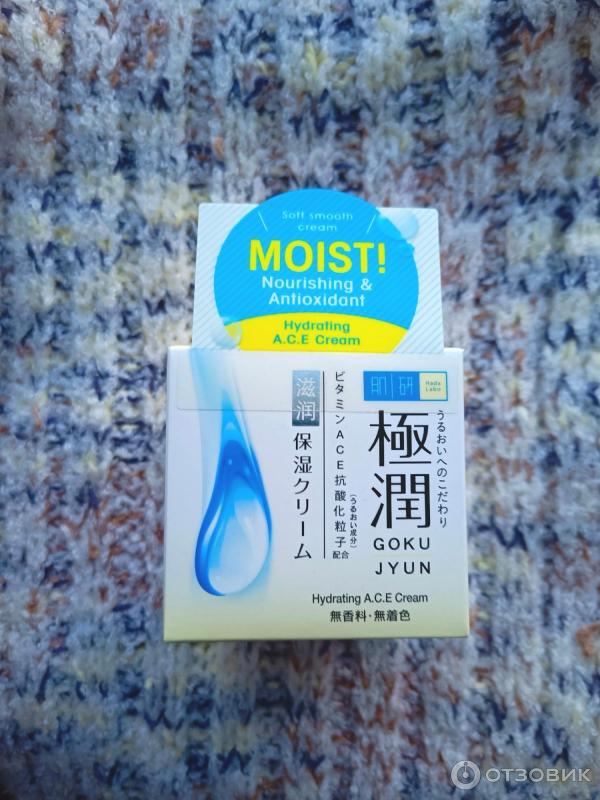 Soft smooth
cream
MOIST!
Nourishing &
Antioxidant
Hydrating
A.C.E Cream
肌研
Hada
Labo
うるおいへのこだわり
極潤
GOKU
JYUN
ビタミンACE抗酸化粒子配合
(うるおい成分)
滋润
保湿クリーム
Hydrating A.C.E Cream
無香料・無着色
ОТЗОВИК